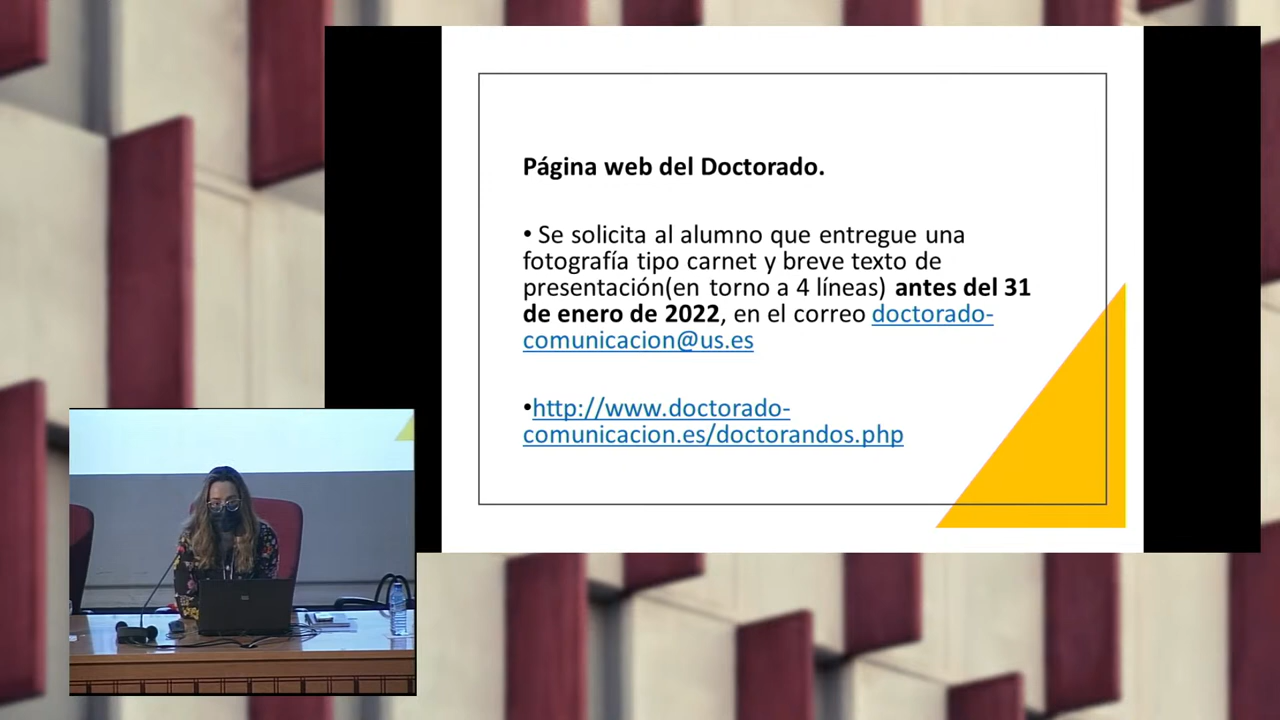 Página web del Doctorado.
• Se solicita al alumno que entregue una
fotografía tipo carnet y breve texto de
presentación(en torno a 4 líneas) antes del 31
de enero de 2022, en el correo doctorado-
comunicacion@us.es
•http://www.doctorado-
comunicacion.es/doctorandos.php